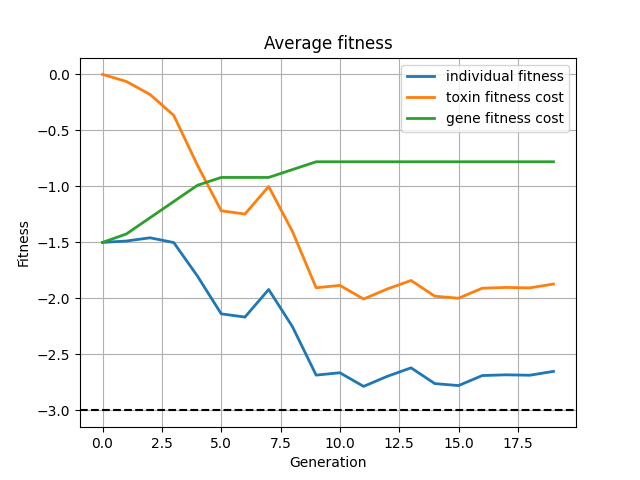 Average fitness
individual fitness
toxin fitness cost
gene fitness cost
Fitness
0.0
−0.5
−1.0
−1.5
−2.0
−2.5
−3.0
0.0 2.5 5.0 7.5 10.0 12.5 15.0 17.5
Generation